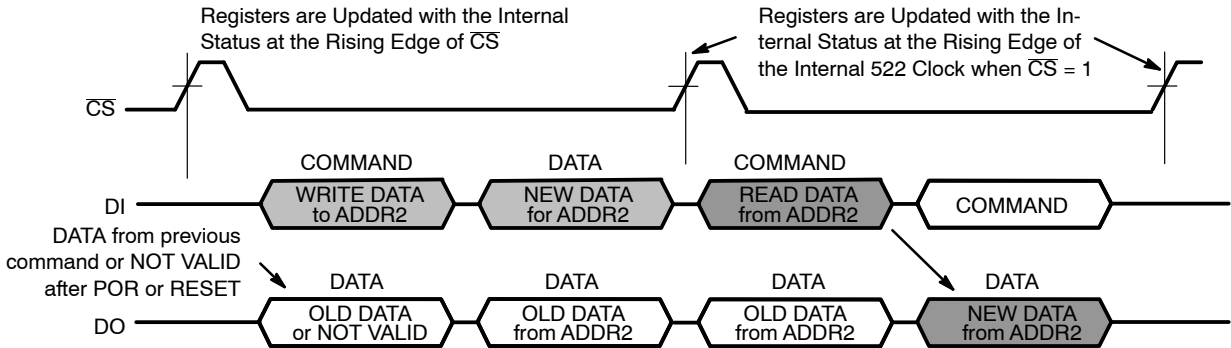 Registers are Updated with the Internal
Status at the Rising Edge of CS
Registers are Updated with the In-
ternal Status at the Rising Edge of
the Internal 522 Clock when CS = 1
CS
COMMAND
DATA
COMMAND
DI
WRITE DATA
to ADDR2
NEW DATA
for ADDR2
READ DATA
from ADDR2
COMMAND
DATA from previous
command or NOT VALID
after POR or RESET
DATA
DATA
DATA
DATA
DO
OLD DATA
or NOT VALID
OLD DATA
from ADDR2
OLD DATA
from ADDR2
NEW DATA
from ADDR2